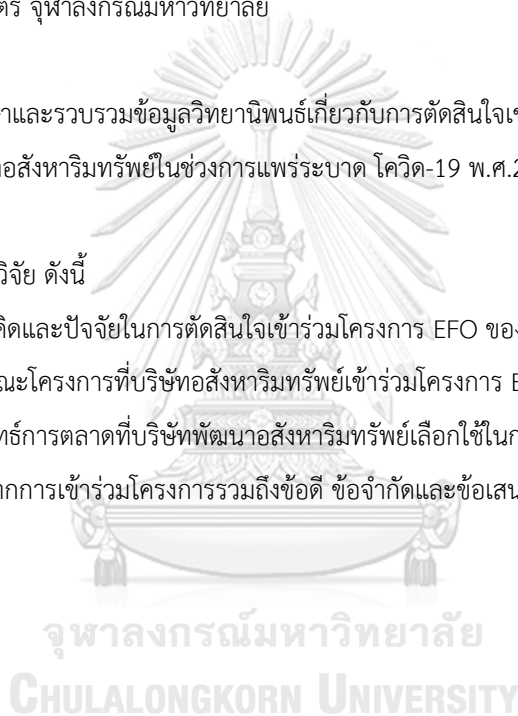 ตร์ จุฬาลงกรณ์มหาวิทยาลัย
าและรวบรวมข้อมูลวิทยานิพนธ์เกี่ยวกับการตัดสินใจเข
อสังหาริมทรัพย์ในช่วงการแพร่ระบาด โควิด-19 พ.ศ.2
วิจัย ดังนี้
คิดและปัจจัยในการตัดสินใจเข้าร่วมโครงการ EFO ของ
ณะโครงการที่บริษัทอสังหาริมทรัพย์เข้าร่วมโครงการ E
ทธ์การตลาดที่บริษัทพัฒนาอสังหาริมทรัพย์เลือกใช้ในก
ากการเข้าร่วมโครงการรวมถึงข้อดี ข้อจำกัดและข้อเสน
จุฬาลงกรณ์มหาวิทยาลัย
CHULALONGKORN UNIVERSITY